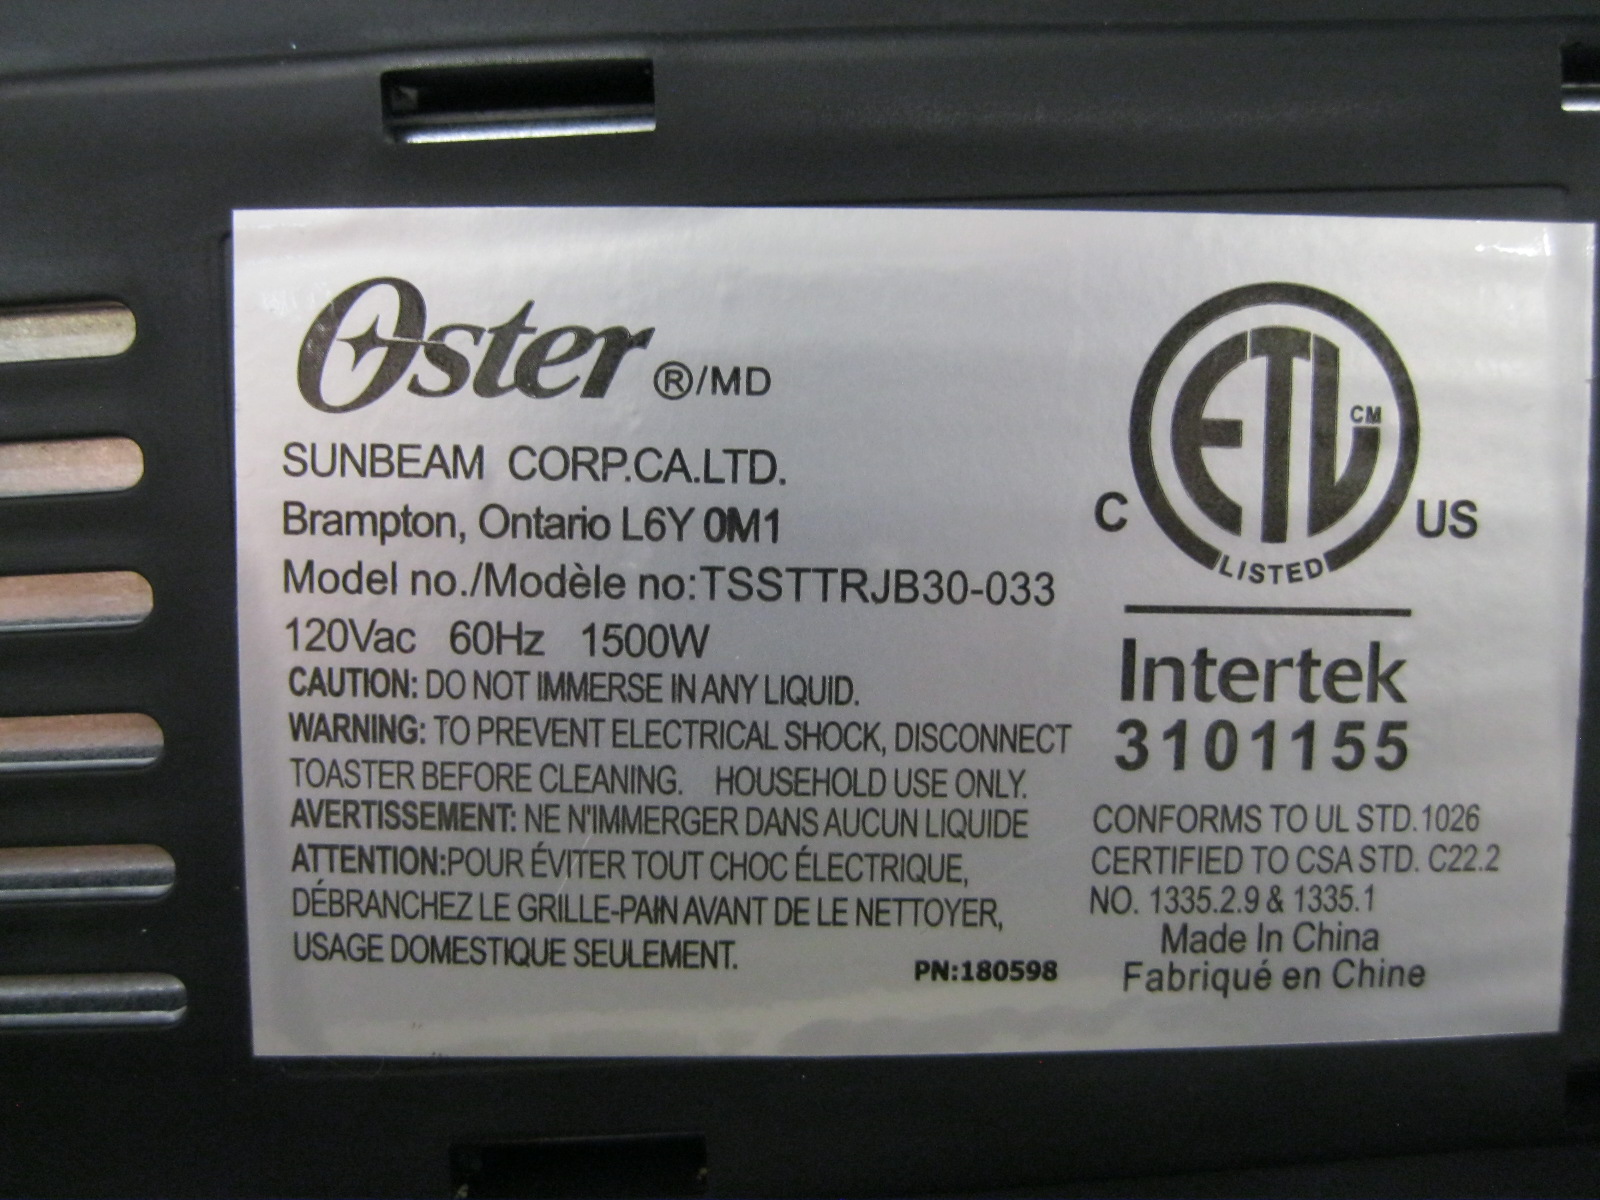 Oster ®/MD
SUNBEAM CORP.CA.LTD.
Brampton, Ontario L6Y 0M1
Model no./Modèle no:TSSTTRJB30-033
120Vac 60Hz 1500W
CAUTION: DO NOT IMMERSE IN ANY LIQUID.
WARNING: TO PREVENT ELECTRICAL SHOCK, DISCONNECT
TOASTER BEFORE CLEANING. HOUSEHOLD USE ONLY.
AVERTISSEMENT: NE N'IMMERGER DANS AUCUN LIQUIDE
ATTENTION:POUR ÉVITER TOUT CHOC ÉLECTRIQUE,
DÉBRANCHEZ LE GRILLE-PAIN AVANT DE LE NETTOYER,
USAGE DOMESTIQUE SEULEMENT.
PN:180598
ETL CM
C US
LISTED
Intertek
3101155
CONFORMS TO UL STD.1026
CERTIFIED TO CSA STD. C22.2
NO. 1335.2.9 & 1335.1
Made In China
Fabriqué en Chine